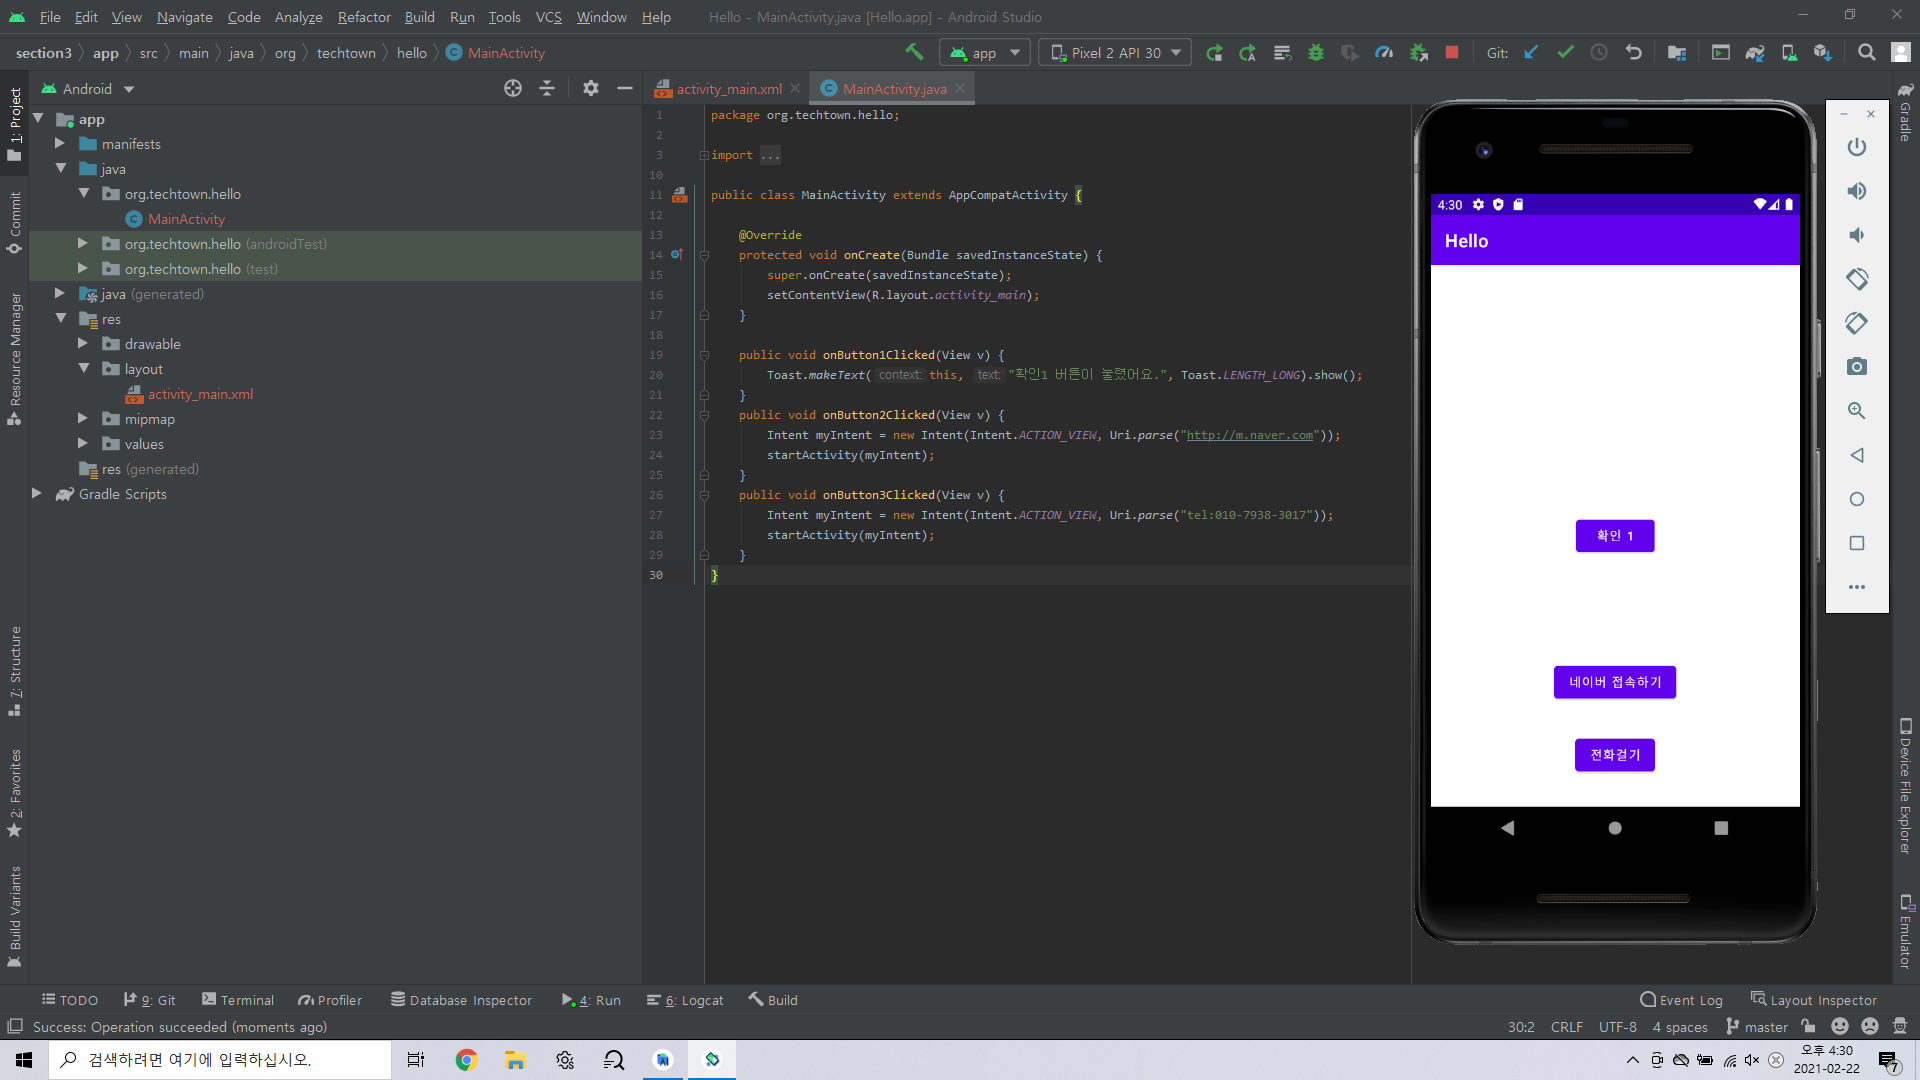 File Edit View Navigate Code Analyze Refactor Build Run Tools VCS Window Help Hello - MainActivity.java [Hello.app] - Android Studio
section3 app src main java org techtown hello MainActivity app Pixel 2 API 30 Git:
Android
activity_main.xml MainActivity.java
1: Project
Commit
Resource Manager
7: Structure
2: Favorites
Build Variants
app
manifests
java
org.techtown.hello
MainActivity
org.techtown.hello (androidTest)
org.techtown.hello (test)
java (generated)
res
drawable
layout
activity_main.xml
mipmap
values
res (generated)
Gradle Scripts
1 package org.techtown.hello;
2
3 import ...
10
11 public class MainActivity extends AppCompatActivity {
12
13 @Override
14 protected void onCreate(Bundle savedInstanceState) {
15 super.onCreate(savedInstanceState);
16 setContentView(R.layout.activity_main);
17 }
18
19 public void onButton1Clicked(View v) {
20 Toast.makeText( context: this, text: "확인1 버튼이 눌렸어요.", Toast.LENGTH_LONG).show();
21 }
22 public void onButton2Clicked(View v) {
23 Intent myIntent = new Intent(Intent.ACTION_VIEW, Uri.parse("http://m.naver.com"));
24 startActivity(myIntent);
25 }
26 public void onButton3Clicked(View v) {
27 Intent myIntent = new Intent(Intent.ACTION_VIEW, Uri.parse("tel:010-7938-3017"));
28 startActivity(myIntent);
29 }
30 }
4:30
Hello
확인 1
네이버 접속하기
전화걸기
Gradle
Device File Explorer
Emulator
TODO 9: Git Terminal Profiler Database Inspector 4: Run 6: Logcat Build Event Log Layout Inspector
Success: Operation succeeded (moments ago) 30:2 CRLF UTF-8 4 spaces master
검색하려면 여기에 입력하십시오.
오후 4:30
2021-02-22
7